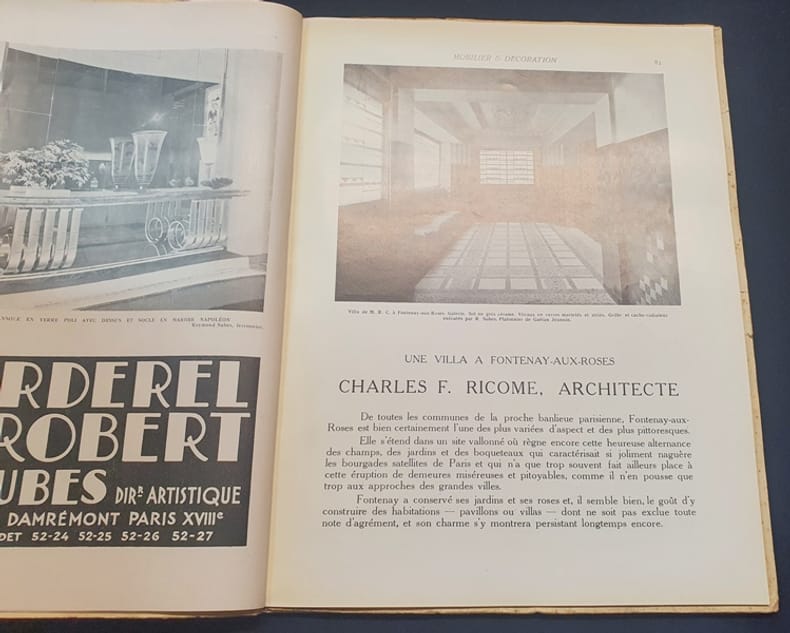 VASQUE EN VERRE POLI AVEC DESSUS ET SOCLE EN MARBRE NAPOLÉON
Raymond Subes, ferronnier.
RDEREL
ROBERT
UBES DIRR ARTISTIQUE
DAMRÉMONT PARIS XVIIIe
DET 52-24 52-25 52-26 52-27
MOBILIER & DÉCORATION
Villa de M. B. C. à Fontenay-aux-Roses. Galerie. Sol en grès cérame. Vitraux en verres martelés et striés. Grille et cache-radiateur
exécutés par R. Subes. Plafonnier de Gaëtan Jeannin.
UNE VILLA A FONTENAY-AUX-ROSES
CHARLES F. RICOME, ARCHITECTE
De toutes les communes de la proche banlieue parisienne, Fontenay-aux-
Roses est bien certainement l'une des plus variées d'aspect et des plus pittoresques.
Elle s'étend dans un site vallonné où règne encore cette heureuse alternance
des champs, des jardins et des boqueteaux qui caractérisait si joliment naguère
les bourgades satellites de Paris et qui n'a que trop souvent fait ailleurs place à
cette éruption de demeures miséreuses et pitoyables, comme il n'en pousse que
trop aux approches des grandes villes.
Fontenay a conservé ses jardins et ses roses et, il semble bien, le goût d'y
construire des habitations — pavillons ou villas — dont ne soit pas exclue toute
note d'agrément, et son charme s'y montrera persistant longtemps encore.